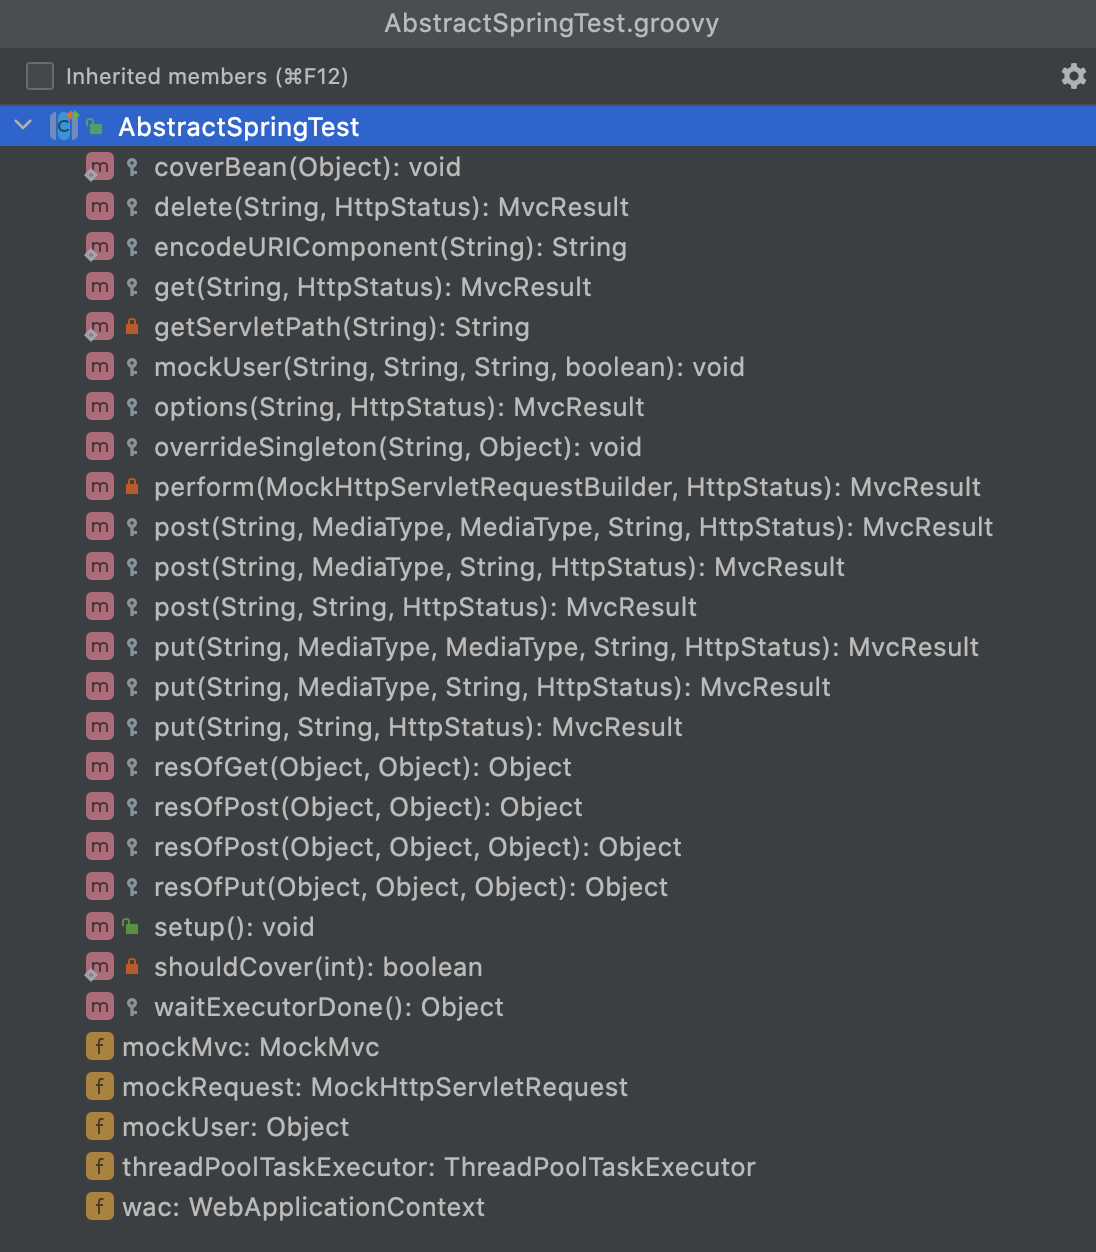 AbstractSpringTest.groovy
Inherited members (⌘F12)
AbstractSpringTest
coverBean(Object): void
delete(String, HttpStatus): MvcResult
encodeURIComponent(String): String
get(String, HttpStatus): MvcResult
getServletPath(String): String
mockUser(String, String, String, boolean): void
options(String, HttpStatus): MvcResult
overrideSingleton(String, Object): void
perform(MockHttpServletRequestBuilder, HttpStatus): MvcResult
post(String, MediaType, MediaType, String, HttpStatus): MvcResult
post(String, MediaType, String, HttpStatus): MvcResult
post(String, String, HttpStatus): MvcResult
put(String, MediaType, MediaType, String, HttpStatus): MvcResult
put(String, MediaType, String, HttpStatus): MvcResult
put(String, String, HttpStatus): MvcResult
resOfGet(Object, Object): Object
resOfPost(Object, Object): Object
resOfPost(Object, Object, Object): Object
resOfPut(Object, Object, Object): Object
setup(): void
shouldCover(int): boolean
waitExecutorDone(): Object
mockMvc: MockMvc
mockRequest: MockHttpServletRequest
mockUser: Object
threadPoolTaskExecutor: ThreadPoolTaskExecutor
wac: WebApplicationContext